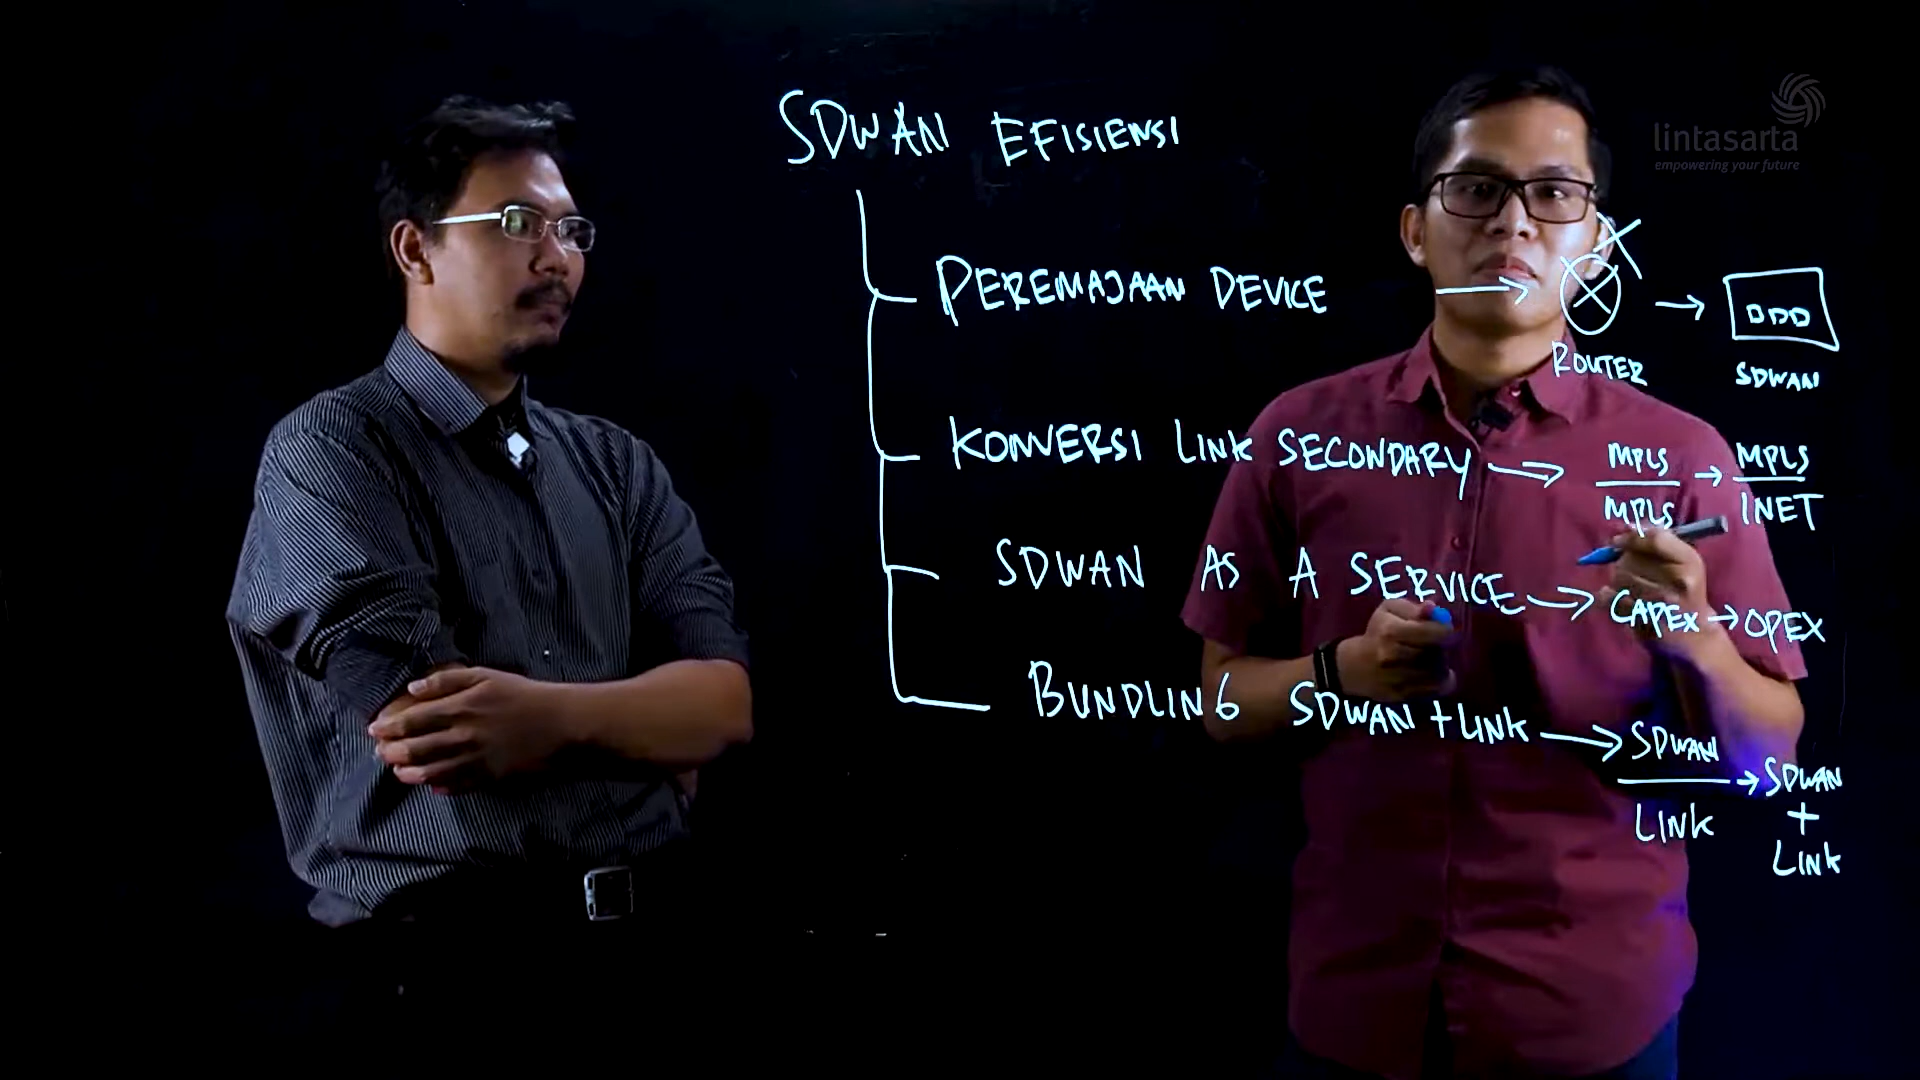 lintasarta
empowering your future
SDWAN EFISIENSI
PEREMAJAAN DEVICE
ROUTER
SDWAN
KONVERSI LINK SECONDARY → MPLS → MPLS
MPLS INET
SDWAN AS A SERVICE → CAPEX → OPEX
BUNDLING SDWAN + LINK → SDWAN → SDWAN
LINK + LINK